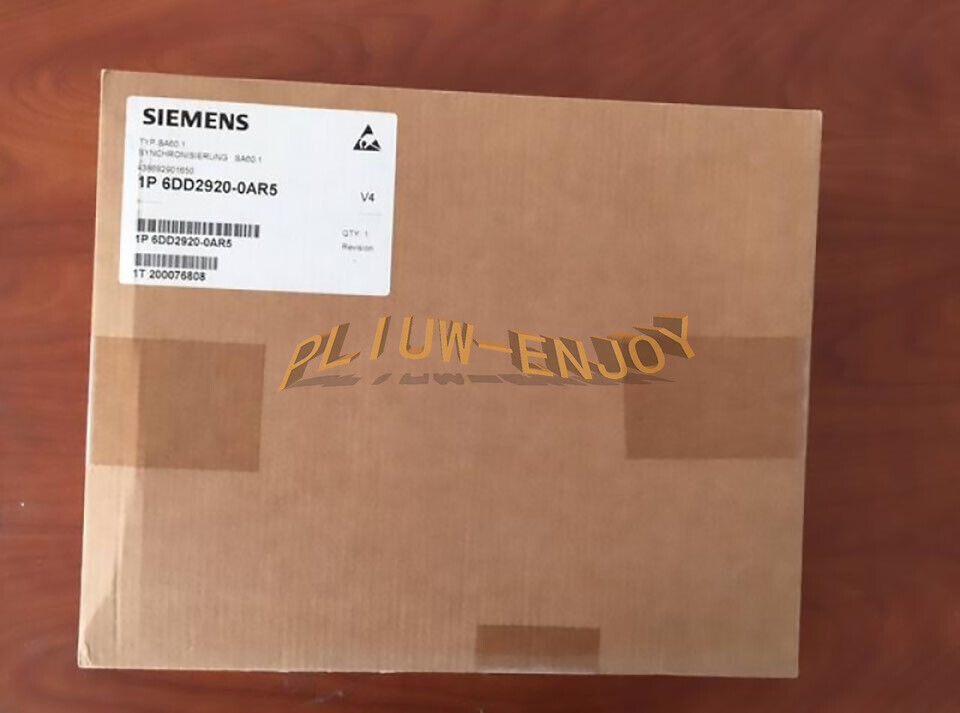 SIEMENS
TYP SA60.1
SYNCHRONISIERUNG SA60.1
438692901650
1P 6DD2920-0AR5
V4
1P 6DD2920-0AR5
QTY: 1
Revision
1T 200076808
PLIUW-ENJOY